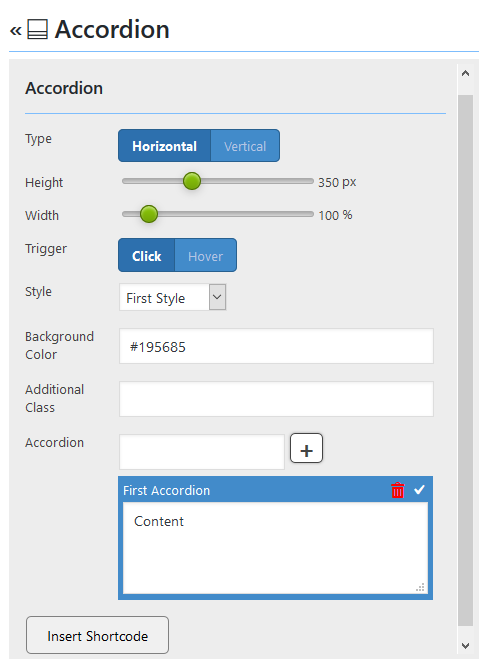 « Accordion
Accordion
Type Horizontal Vertical
Height 350 px
Width 100 %
Trigger Click Hover
Style First Style
Background
Color
#195685
Additional
Class
Accordion +
First Accordion
Content
Insert Shortcode